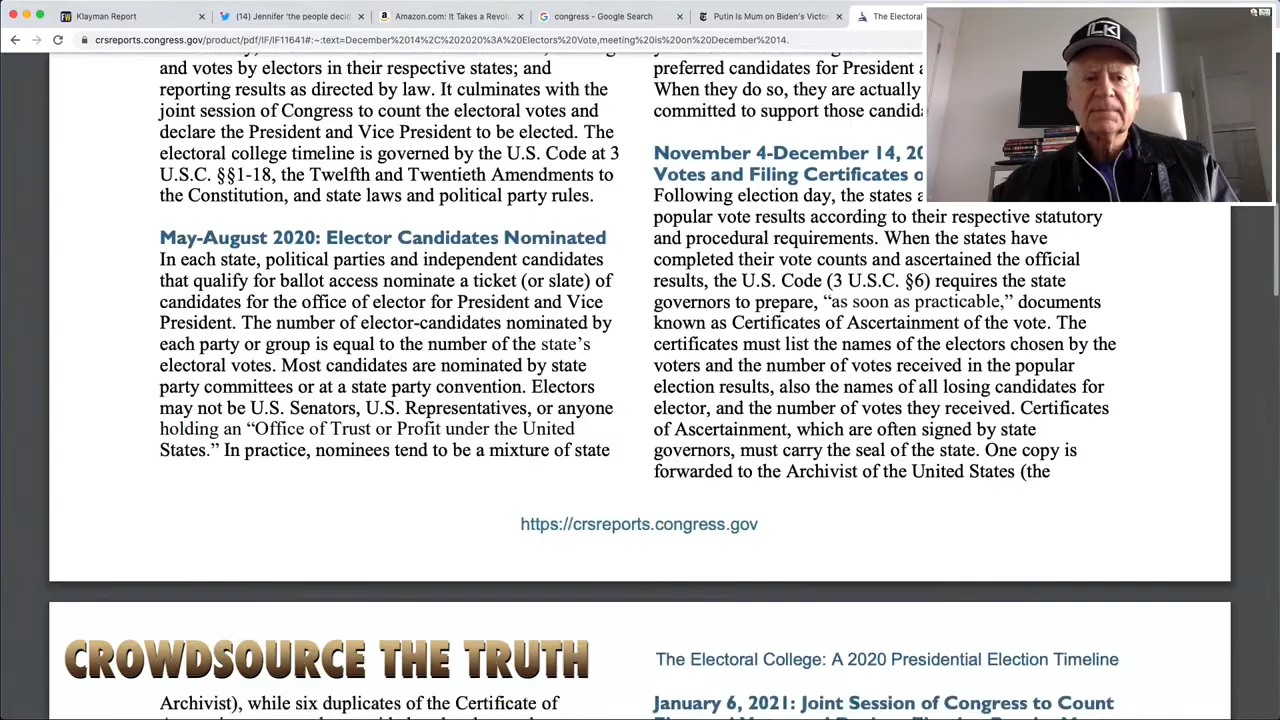 Klayman Report
(14) Jennifer 'the people decid
Amazon.com: It Takes a Revolu
congress - Google Search
Putin Is Mum on Biden's Victor
The Electoral
crsreports.congress.gov/product/pdf/IF/IF11641#:~:text=December%2014%2C%202020%3A%20Electors%20Vote,meeting%20is%20on%20December%2014.
LK
and votes by electors in their respective states; and
reporting results as directed by law. It culminates with the
joint session of Congress to count the electoral votes and
declare the President and Vice President to be elected. The
electoral college timeline is governed by the U.S. Code at 3
U.S.C. §§1-18, the Twelfth and Twentieth Amendments to
the Constitution, and state laws and political party rules.
May-August 2020: Elector Candidates Nominated
In each state, political parties and independent candidates
that qualify for ballot access nominate a ticket (or slate) of
candidates for the office of elector for President and Vice
President. The number of elector-candidates nominated by
each party or group is equal to the number of the state’s
electoral votes. Most candidates are nominated by state
party committees or at a state party convention. Electors
may not be U.S. Senators, U.S. Representatives, or anyone
holding an “Office of Trust or Profit under the United
States.” In practice, nominees tend to be a mixture of state
preferred candidates for President
When they do so, they are actually
committed to support those
November 4-December 14, 20
Votes and Filing Certificates
Following election day, the states
popular vote results according to their respective statutory
and procedural requirements. When the states have
completed their vote counts and ascertained the official
results, the U.S. Code (3 U.S.C. §6) requires the state
governors to prepare, “as soon as practicable,” documents
known as Certificates of Ascertainment of the vote. The
certificates must list the names of the electors chosen by the
voters and the number of votes received in the popular
election results, also the names of all losing candidates for
elector, and the number of votes they received. Certificates
of Ascertainment, which are often signed by state
governors, must carry the seal of the state. One copy is
forwarded to the Archivist of the United States (the
https://crsreports.congress.gov
CROWDSOURCE THE TRUTH
The Electoral College: A 2020 Presidential Election Timeline
Archivist), while six duplicates of the Certificate of
January 6, 2021: Joint Session of Congress to Count